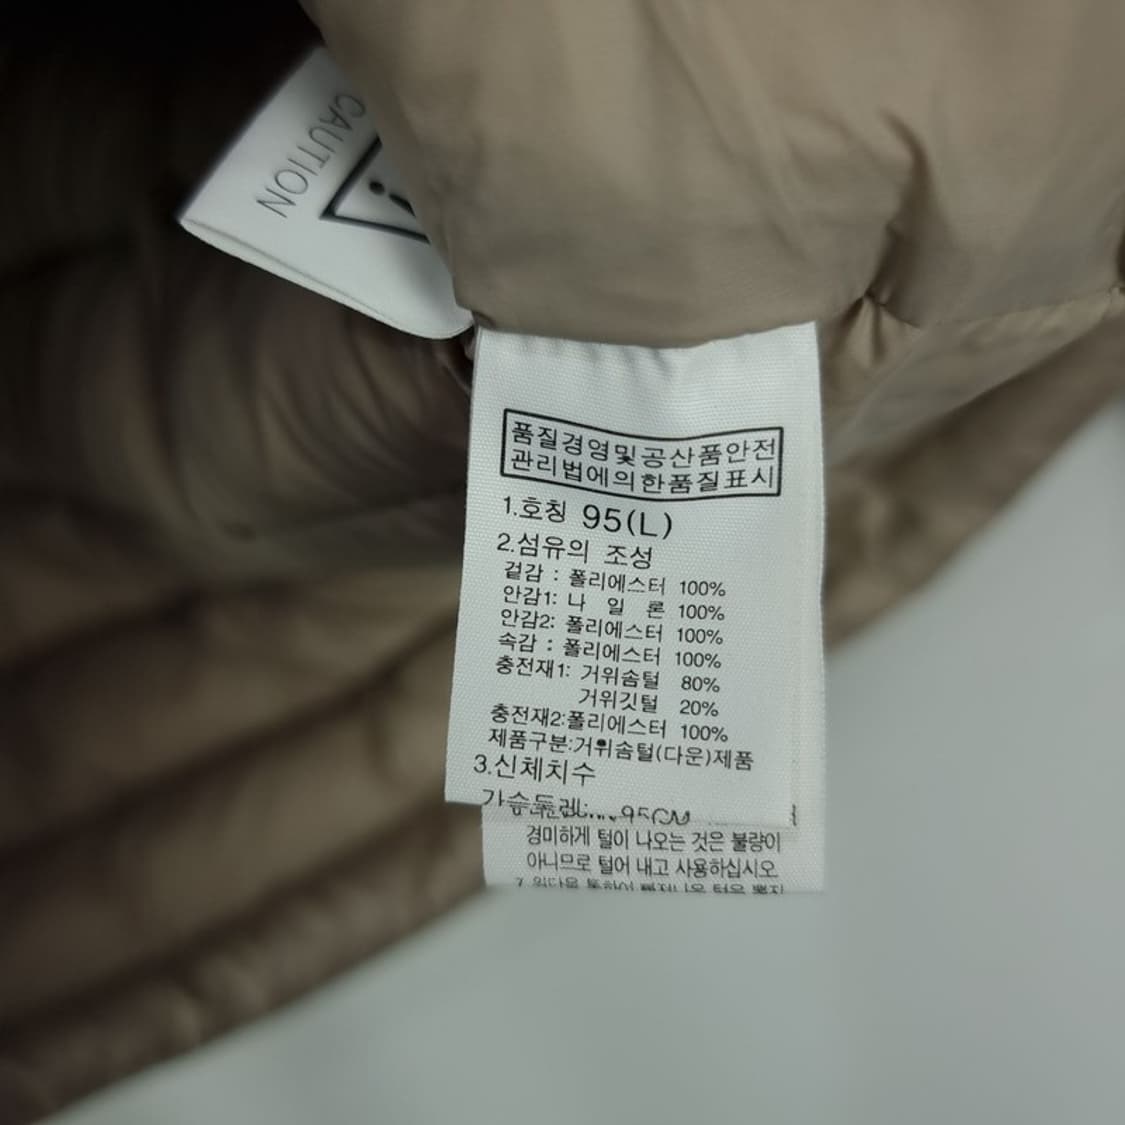 CAUTION
품질경영및공산품안전
관리법에의한품질표시
1.호칭 95(L)
2.섬유의 조성
겉감 : 폴리에스터 100%
안감1: 나 일 론 100%
안감2: 폴리에스터 100%
속감 : 폴리에스터 100%
충전재1: 거위솜털 80%
거위깃털 20%
충전재2:폴리에스터 100%
제품구분:거위솜털(다운)제품
3.신체치수
가슴둘레: 95CM
경미하게 털이 나오는 것은 불량이
아니므로 털어 내고 사용하십시오